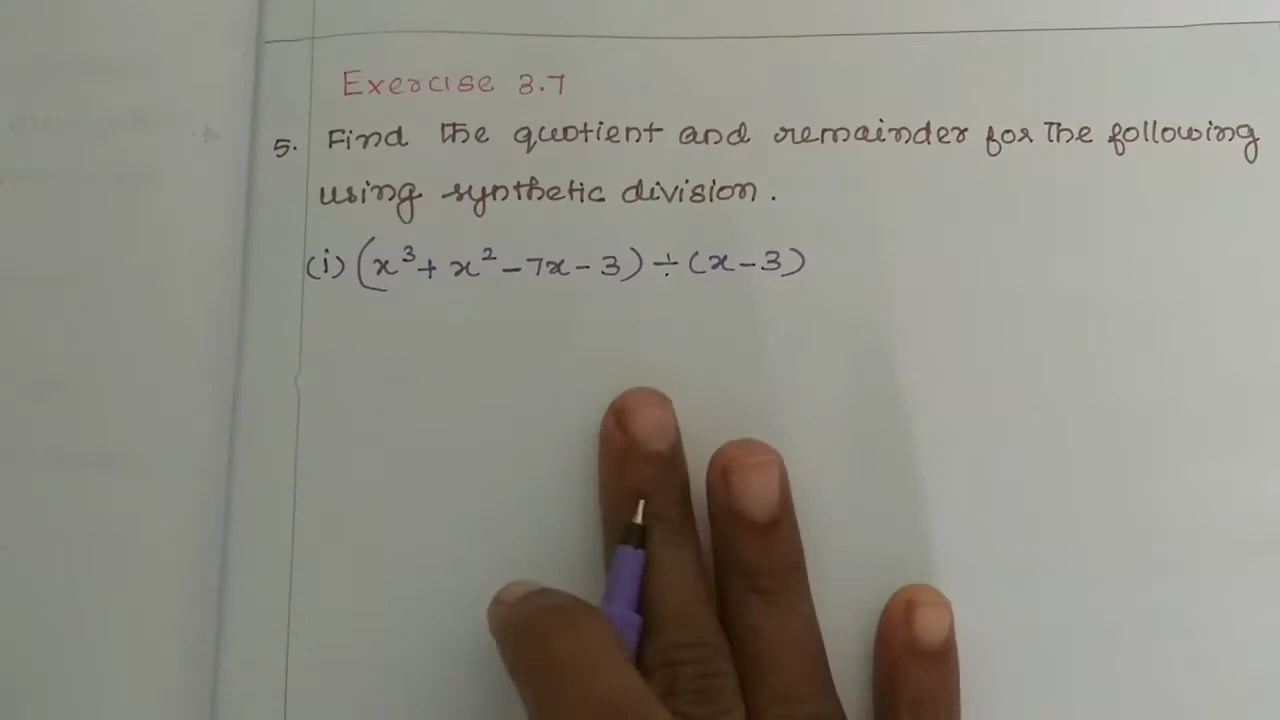 Exercise 3.7
5. Find the quotient and remainder for the following
using synthetic division.
(i) (x³ + x² - 7x - 3) ÷ (x - 3)